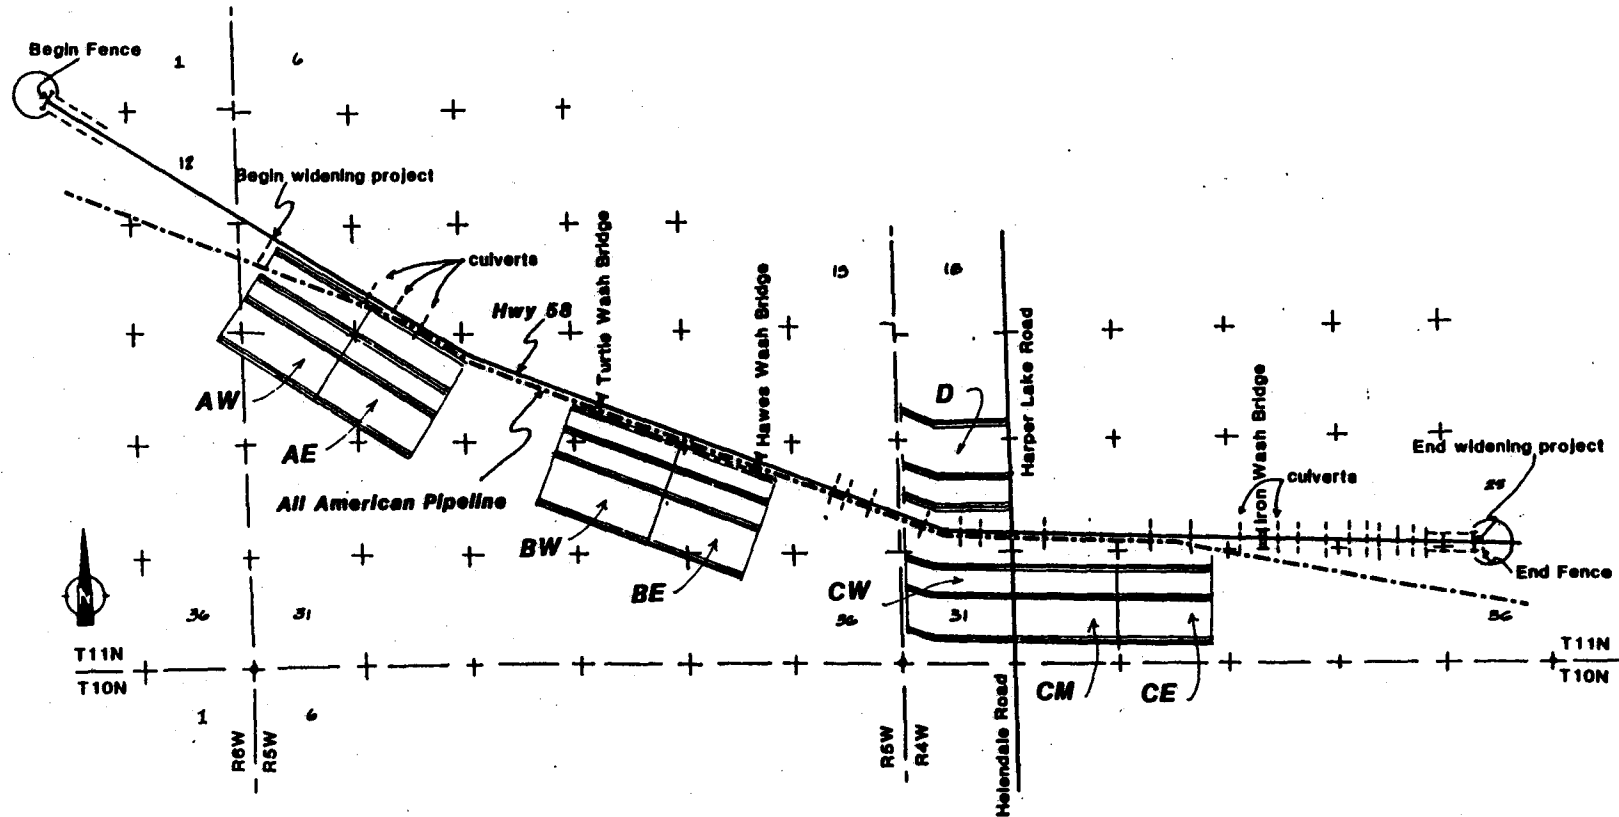 Begin Fence
1
6
12
Begin widening project
culverts
Hwy 58
Turtle Wash Bridge
Hawes Wash Bridge
15
18
Harper Lake Road
Iron Wash Bridge
D
AW
AE
All American Pipeline
BW
BE
End widening project
culverts
End Fence
CW
N
36
31
36
31
36
T11N
T10N
T11N
T10N
CM
CE
1
6
R6W
R5W
R5W
R4W
Helendale Road